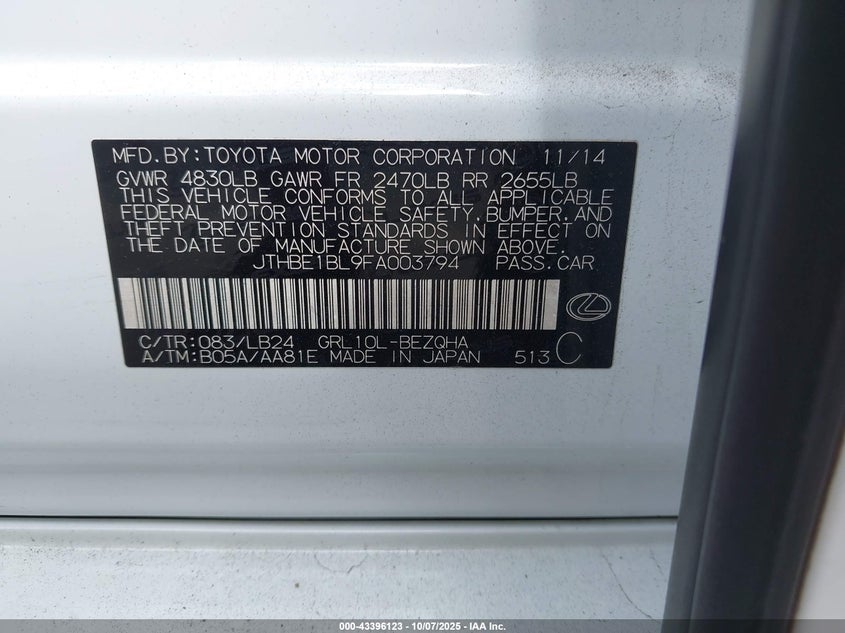 MFD.BY:TOYOTA MOTOR CORPORATION 11/14
GVWR 4830LB GAWR FR 2470LB RR 2655LB
THIS VEHICLE CONFORMS TO ALL APPLICABLE
FEDERAL MOTOR VEHICLE SAFETY,BUMPER,AND
THEFT PREVENTION STANDARDS IN EFFECT ON
THE DATE OF MANUFACTURE SHOWN ABOVE.
JTHBE1BL9FA003794 PASS.CAR
C/TR:083/LB24 GRL10L-BEZQHA
A/TM:B05A/AA81E MADE IN JAPAN 513 C
000-43396123 | 10/07/2025 - IAA Inc.